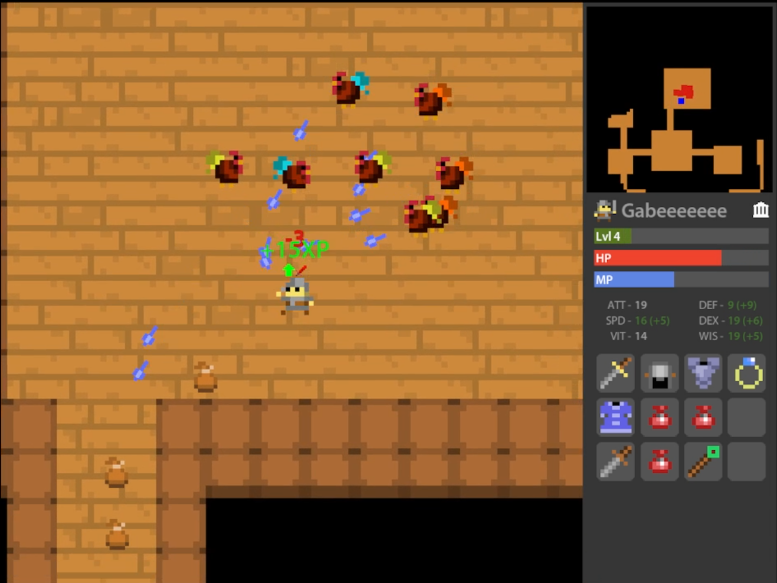 -3
+15XP
Gabeeeeeee
Lvl 4
HP
MP
ATT - 19 DEF - 9 (+9)
SPD - 16 (+5) DEX - 19 (+6)
VIT - 14 WIS - 19 (+5)